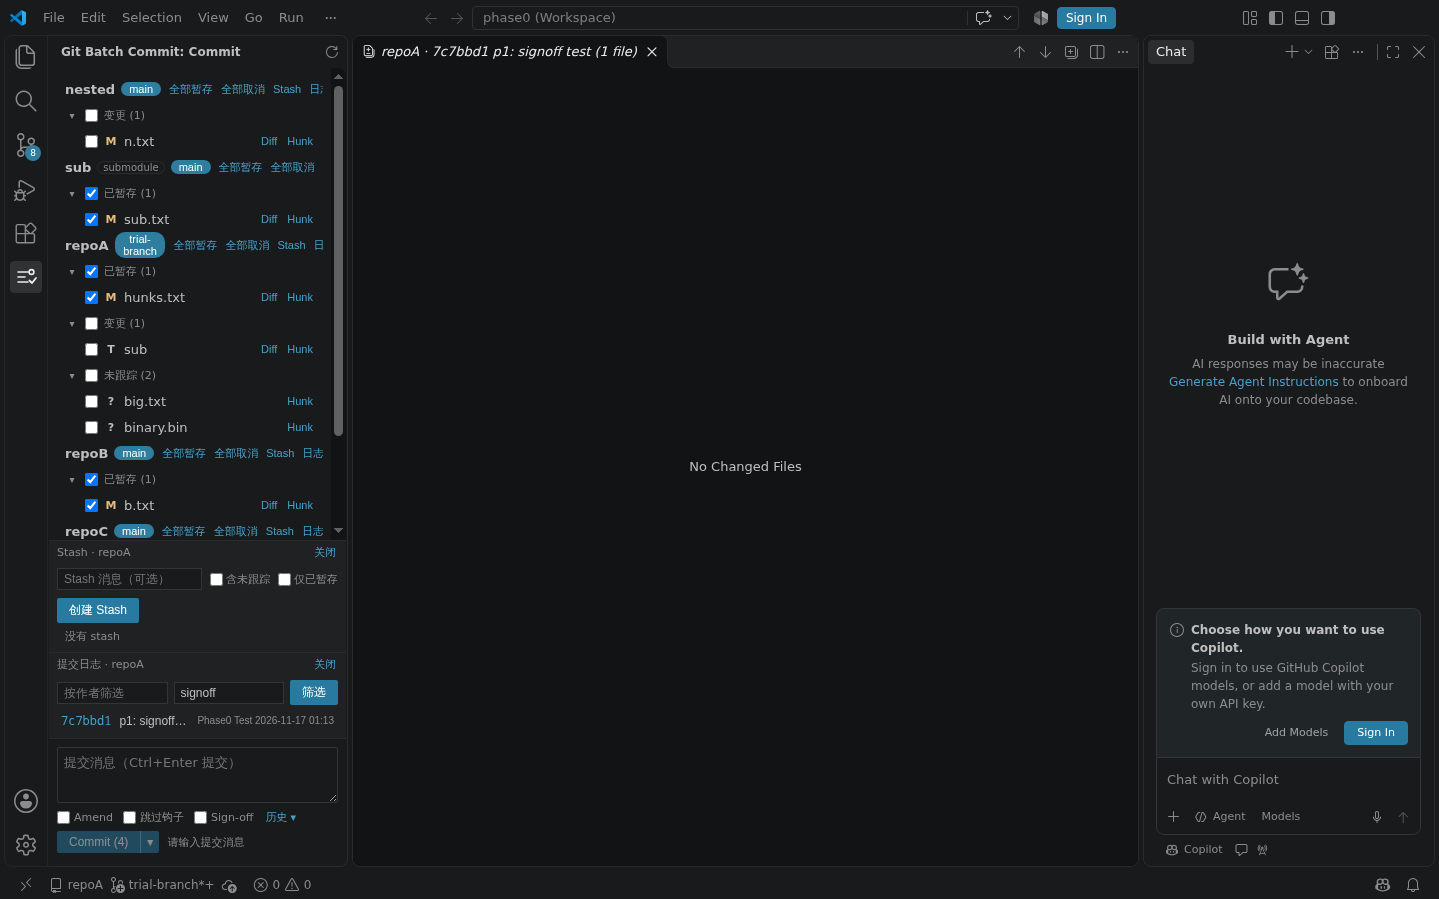 File Edit Selection View Go Run ···
phase0 (Workspace)
Sign In
Git Batch Commit: Commit
nested main 全部暂存 全部取消 Stash
变更 (1)
M n.txt Diff Hunk
sub submodule main 全部暂存 全部取消
已暂存 (1)
M sub.txt Diff Hunk
repoA trial-branch 全部暂存 全部取消 Stash 日
已暂存 (1)
M hunks.txt Diff Hunk
变更 (1)
T sub Diff Hunk
未跟踪 (2)
? big.txt Hunk
? binary.bin Hunk
repoB main 全部暂存 全部取消 Stash 日志
已暂存 (1)
M b.txt Diff Hunk
repoC main 全部暂存 全部取消 Stash 日志
Stash · repoA 关闭
Stash 消息（可选） 含未跟踪 仅已暂存
创建 Stash
没有 stash
提交日志 · repoA 关闭
按作者筛选 signoff 筛选
7c7bbd1 p1: signoff... Phase0 Test 2026-11-17 01:13
提交消息（Ctrl+Enter 提交）
Amend 跳过钩子 Sign-off 历史 ▾
Commit (4) ▾ 请输入提交消息
8
repoA · 7c7bbd1 p1: signoff test (1 file)
No Changed Files
Chat
Build with Agent
AI responses may be inaccurate
Generate Agent Instructions to onboard
AI onto your codebase.
Choose how you want to use
Copilot.
Sign in to use GitHub Copilot
models, or add a model with your
own API key.
Add Models Sign In
Chat with Copilot
Agent Models
Copilot
repoA trial-branch*+ 0 0